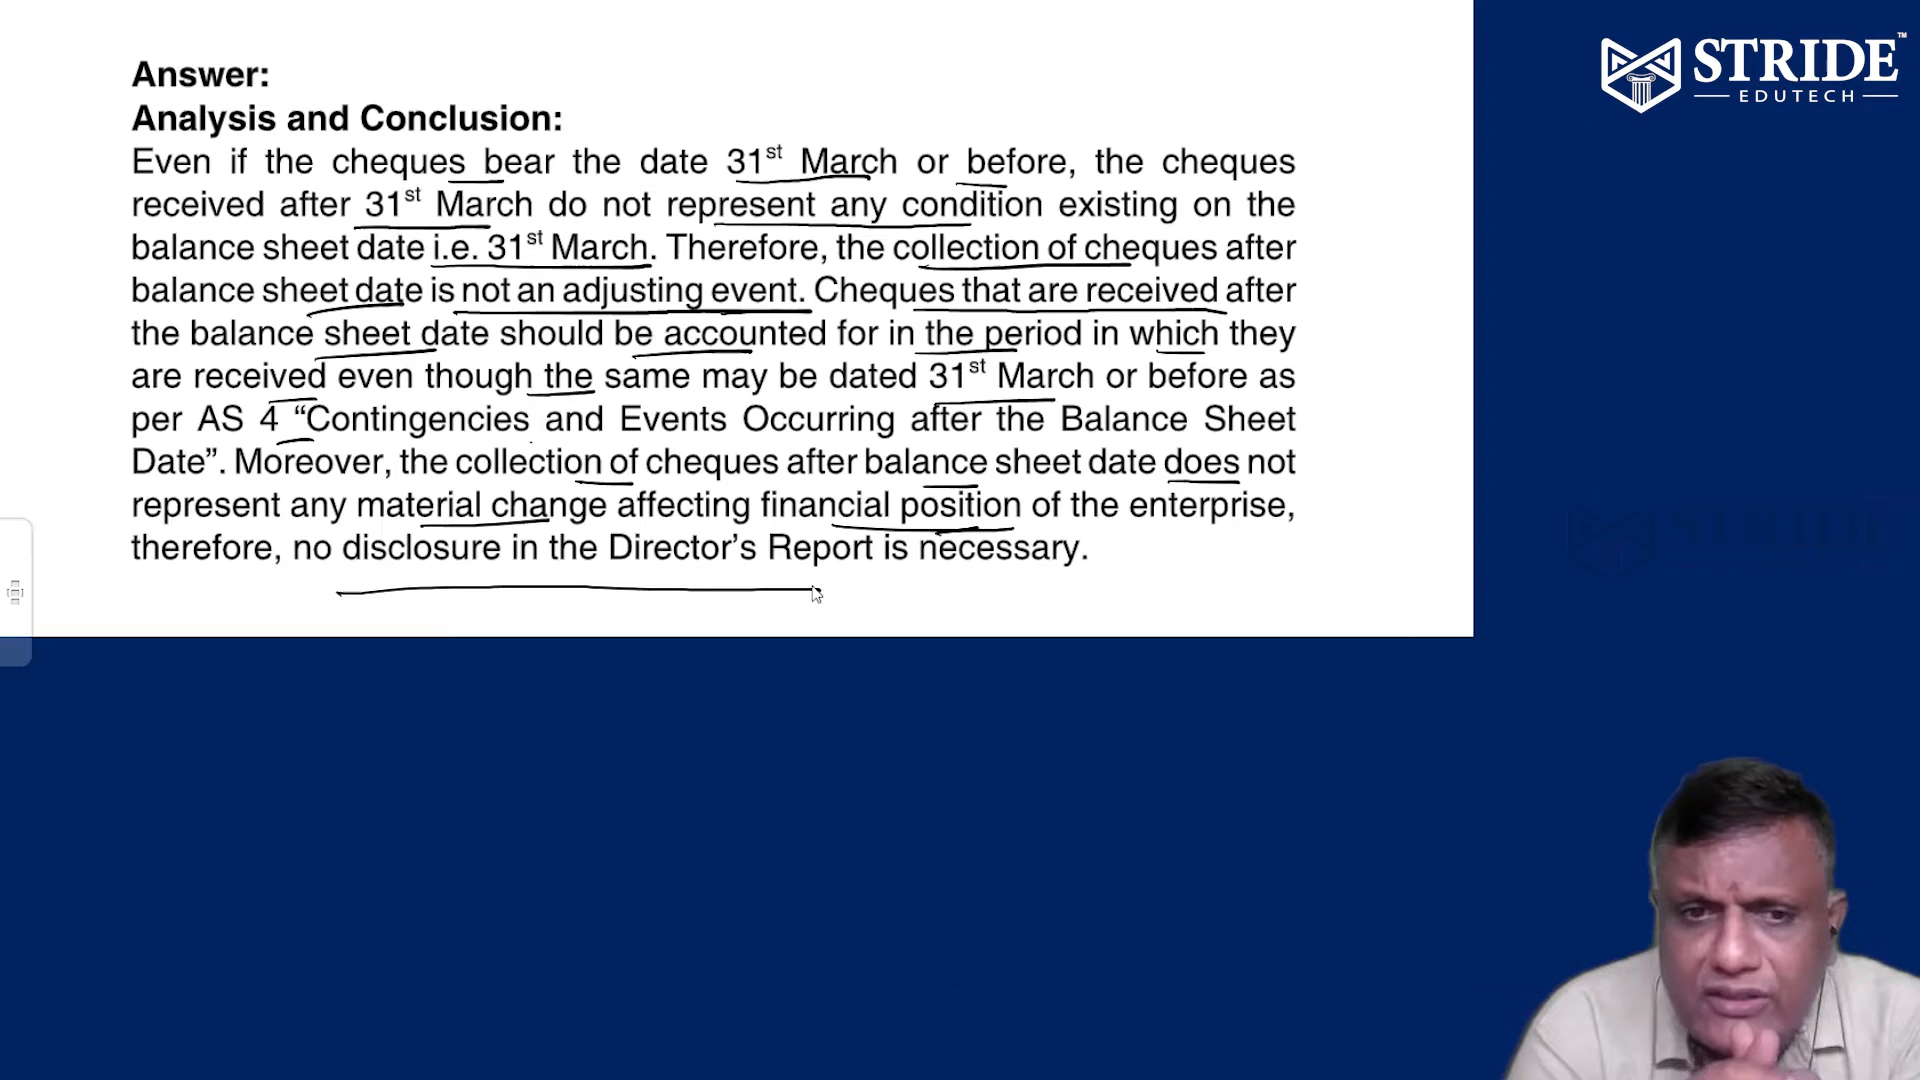 STRIDE™
EDUTECH
Answer:
Analysis and Conclusion:
Even if the cheques bear the date 31st March or before, the cheques
received after 31st March do not represent any condition existing on the
balance sheet date i.e. 31st March. Therefore, the collection of cheques after
balance sheet date is not an adjusting event. Cheques that are received after
the balance sheet date should be accounted for in the period in which they
are received even though the same may be dated 31st March or before as
per AS 4 “Contingencies and Events Occurring after the Balance Sheet
Date”. Moreover, the collection of cheques after balance sheet date does not
represent any material change affecting financial position of the enterprise,
therefore, no disclosure in the Director’s Report is necessary.